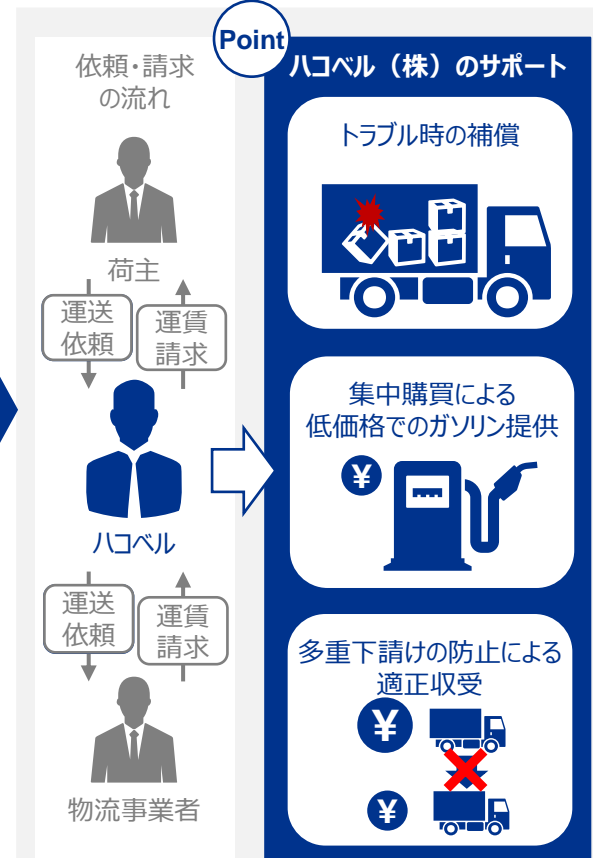 Point
依頼・請求
の流れ
荷主
運送
依頼
運賃
請求
ハコベル
運送
依頼
運賃
請求
物流事業者
ハコベル（株）のサポート
トラブル時の補償
集中購買による
低価格でのガソリン提供
¥
多重下請けの防止による
適正収受
¥
¥